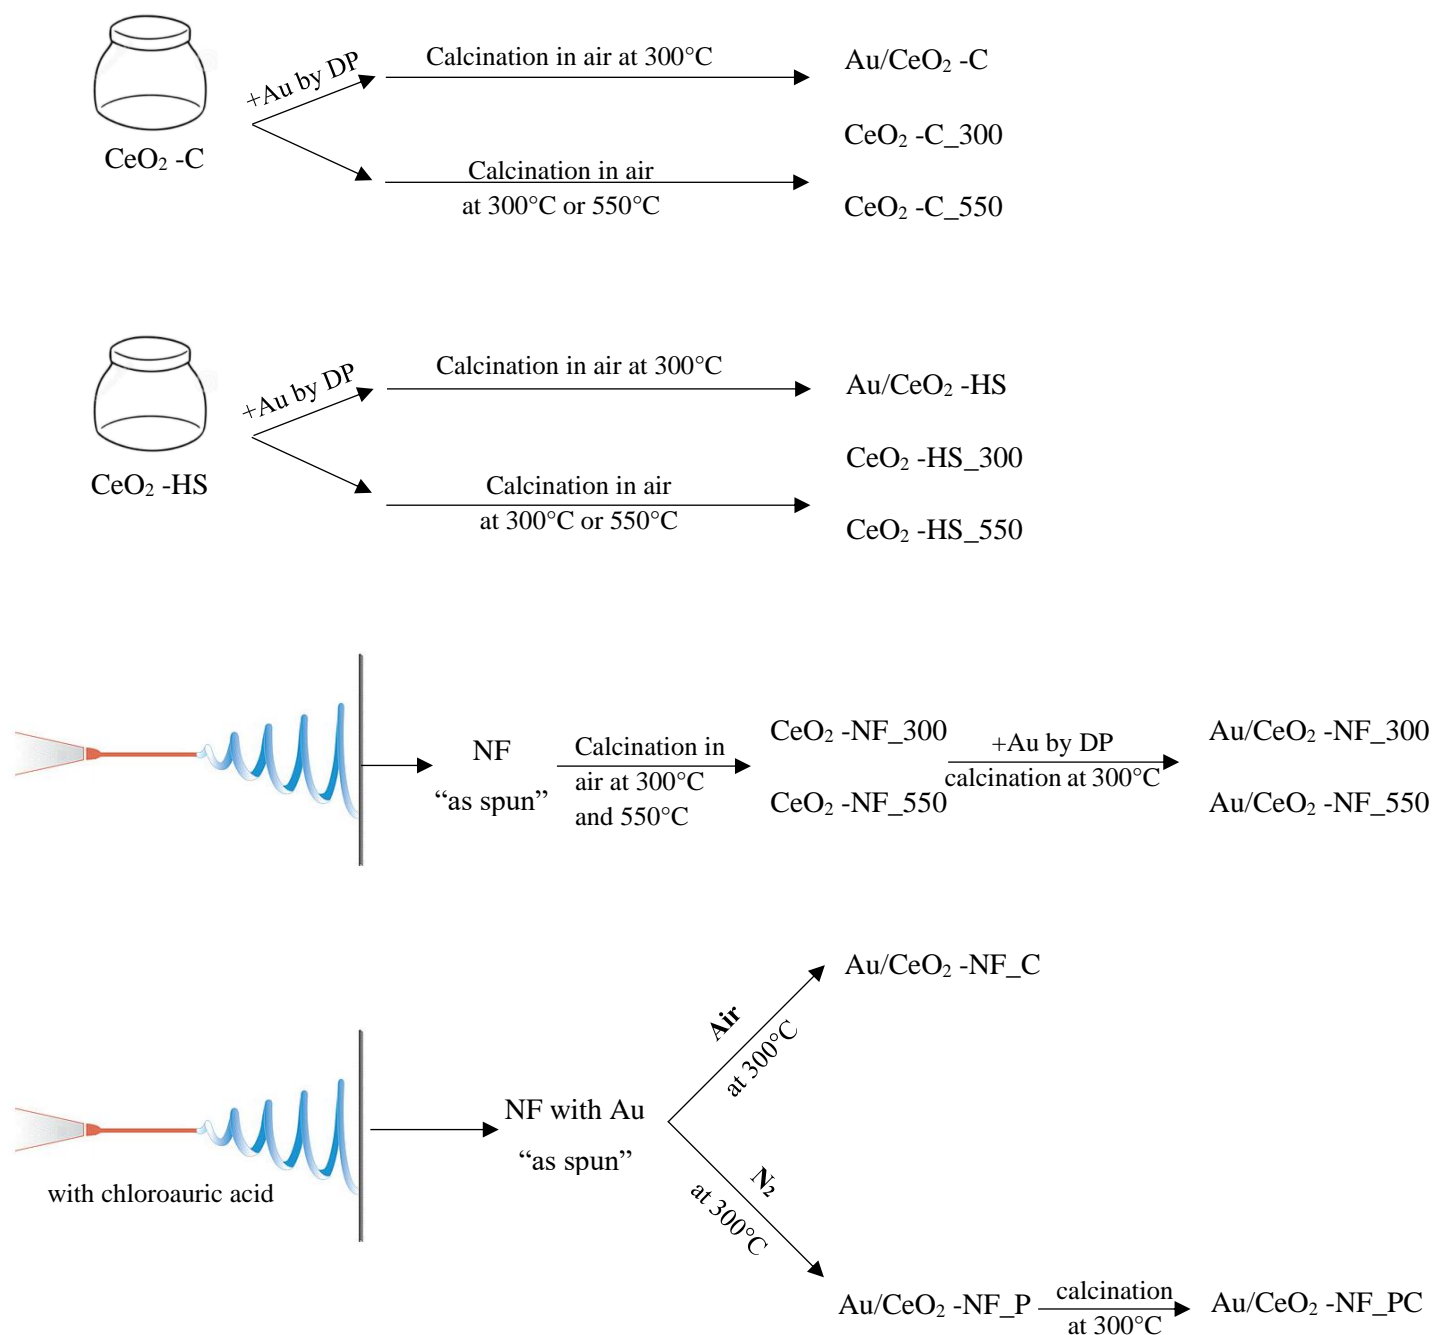 Calcination in air at 300°C
+Au by DP
Au/CeO₂ -C
CeO₂ -C_300
CeO₂ -C
Calcination in air
at 300°C or 550°C
CeO₂ -C_550
Calcination in air at 300°C
+Au by DP
Au/CeO₂ -HS
CeO₂ -HS_300
CeO₂ -HS
Calcination in air
at 300°C or 550°C
CeO₂ -HS_550
NF
“as spun”
Calcination in
air at 300°C
and 550°C
CeO₂ -NF_300
CeO₂ -NF_550
+Au by DP
calcination at 300°C
Au/CeO₂ -NF_300
Au/CeO₂ -NF_550
with chloroauric acid
NF with Au
“as spun”
Air
at 300°C
Au/CeO₂ -NF_C
N₂
at 300°C
Au/CeO₂ -NF_P
calcination
at 300°C
Au/CeO₂ -NF_PC